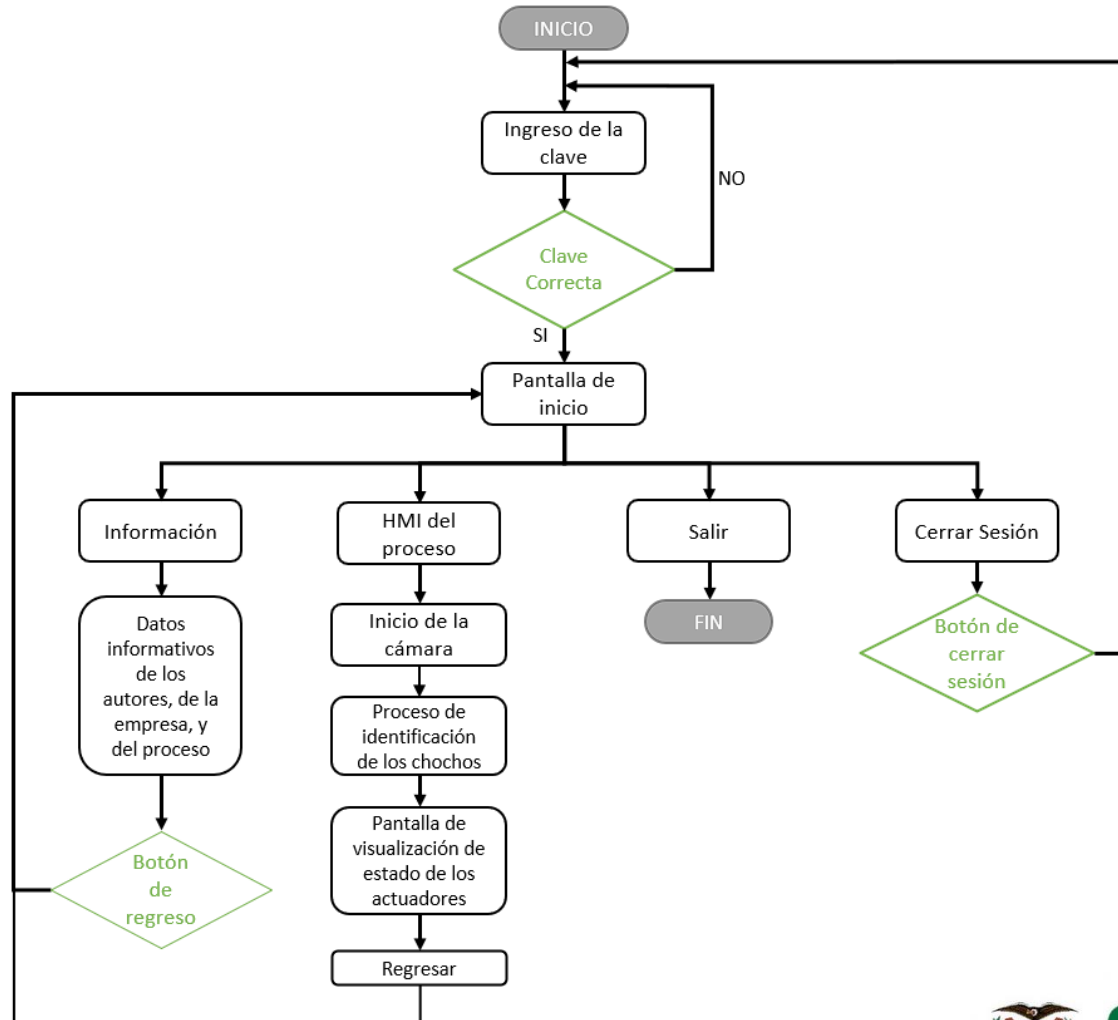 INICIO
Ingreso de la
clave
NO
Clave
Correcta
SI
Pantalla de
inicio
Información
HMI del
proceso
Salir
Cerrar Sesión
Datos
informativos
de los
autores, de la
empresa, y
del proceso
Inicio de la
cámara
FIN
Botón de
cerrar
sesión
Proceso de
identificación
de los chochos
Pantalla de
visualización de
estado de los
actuadores
Botón
de
regreso
Regresar